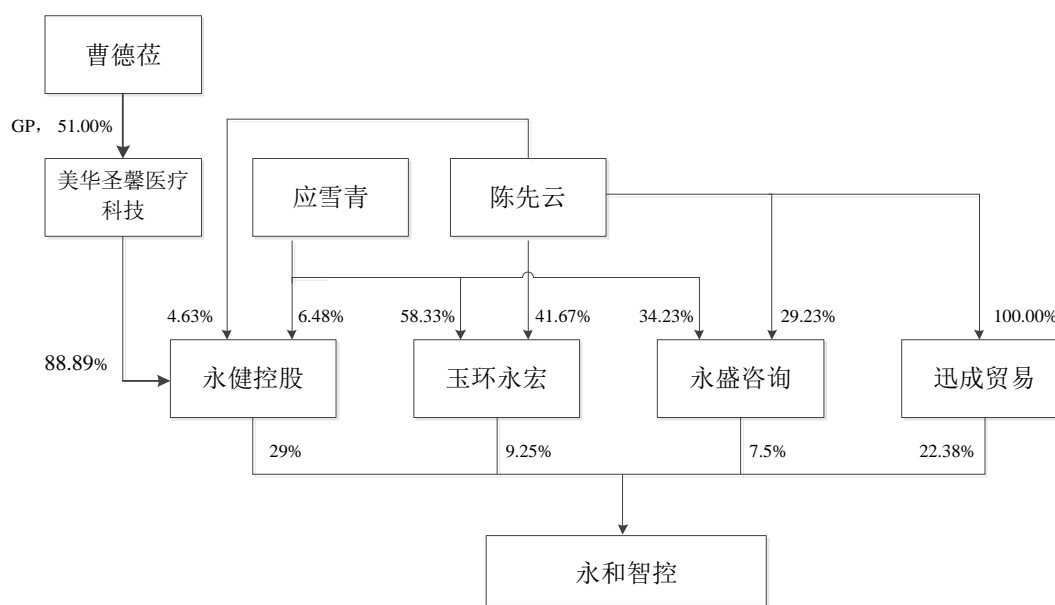 曹德莅
GP， 51.00%
美华圣馨医疗
科技
应雪青
陈先云
4.63%
6.48%
58.33%
41.67%
34.23%
29.23%
100.00%
88.89%
永健控股
玉环永宏
永盛咨询
迅成贸易
29%
9.25%
7.5%
22.38%
永和智控